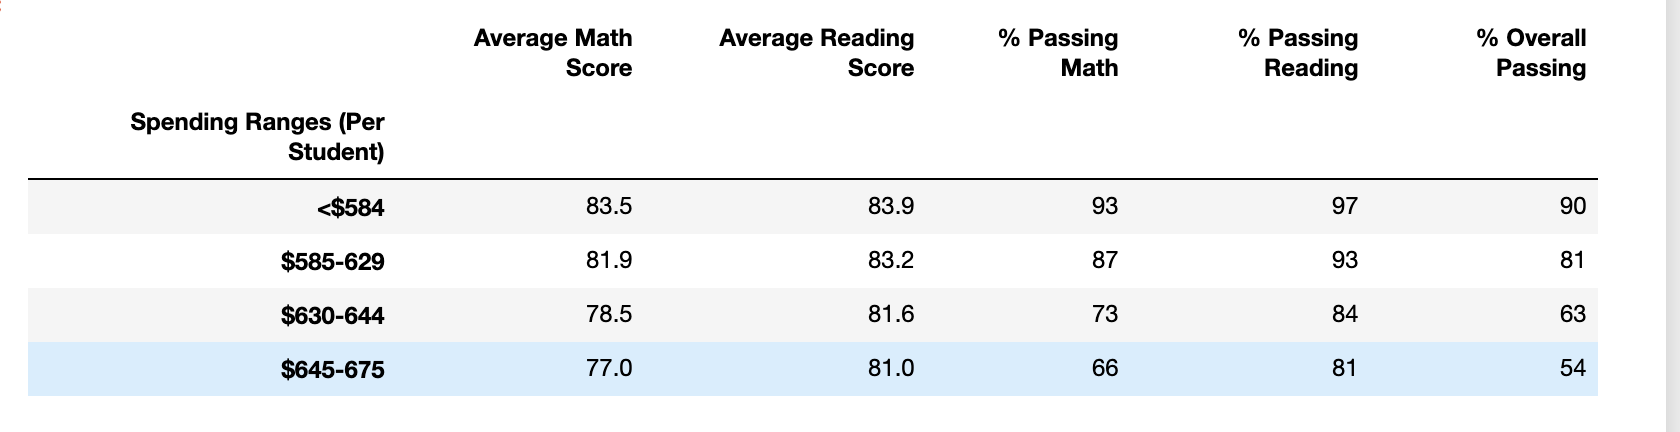 Average Math Average Reading % Passing % Passing % Overall
Score Score Math Reading Passing
Spending Ranges (Per
Student)
<$584 83.5 83.9 93 97 90
$585-629 81.9 83.2 87 93 81
$630-644 78.5 81.6 73 84 63
$645-675 77.0 81.0 66 81 54